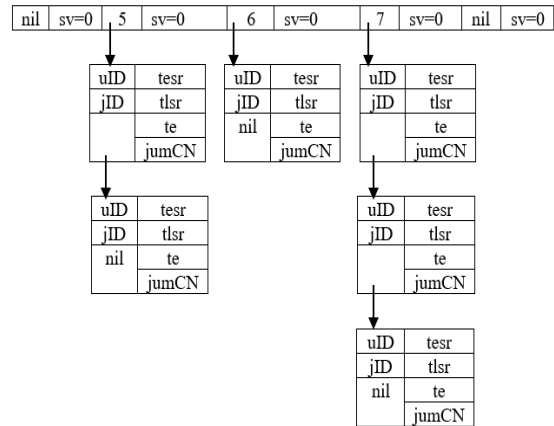 nil sv=0 5 sv=0 6 sv=0 7 sv=0 nil sv=0
uID tesr uID tesr uID tesr
jID tlsr jID tlsr jID tlsr
te nil te te
jumCN jumCN jumCN
uID tesr uID tesr
jID tlsr jID tlsr
nil te te
jumCN jumCN
uID tesr
jID tlsr
nil te
jumCN